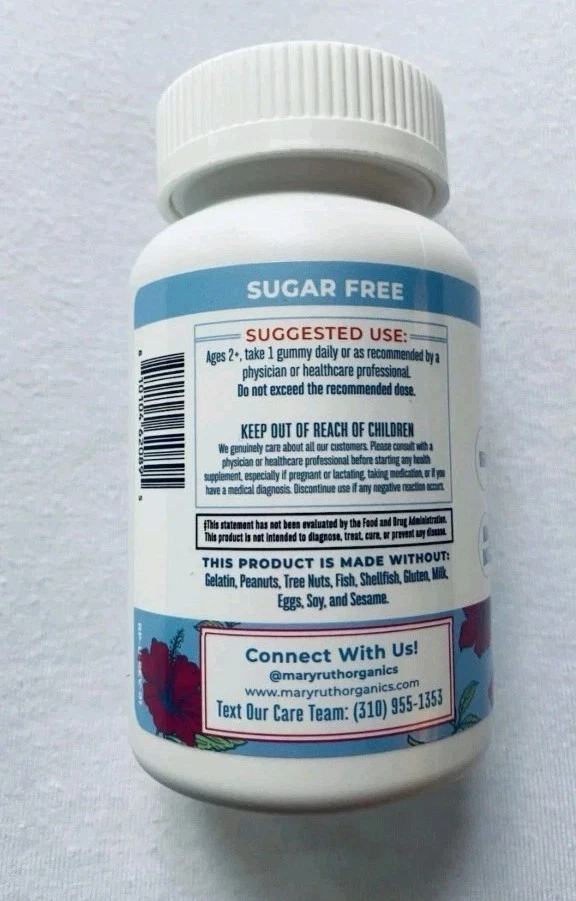 SUGAR FREE
SUGGESTED USE:
Ages 2+, take 1 gummy daily or as recommended by a
physician or healthcare professional.
Do not exceed the recommended dose.
KEEP OUT OF REACH OF CHILDREN
We genuinely care about all our customers. Please consult with a
physician or healthcare professional before starting any health
supplement, especially if pregnant or lactating, taking medication, or if you
have a medical diagnosis. Discontinue use if any negative reaction occurs.
‡This statement has not been evaluated by the Food and Drug Administration.
This product is not intended to diagnose, treat, cure, or prevent any disease.
THIS PRODUCT IS MADE WITHOUT:
Gelatin, Peanuts, Tree Nuts, Fish, Shellfish, Gluten, Milk,
Eggs, Soy, and Sesame.
Connect With Us!
@maryruthorganics
www.maryruthorganics.com
Text Our Care Team: (310) 955-1353